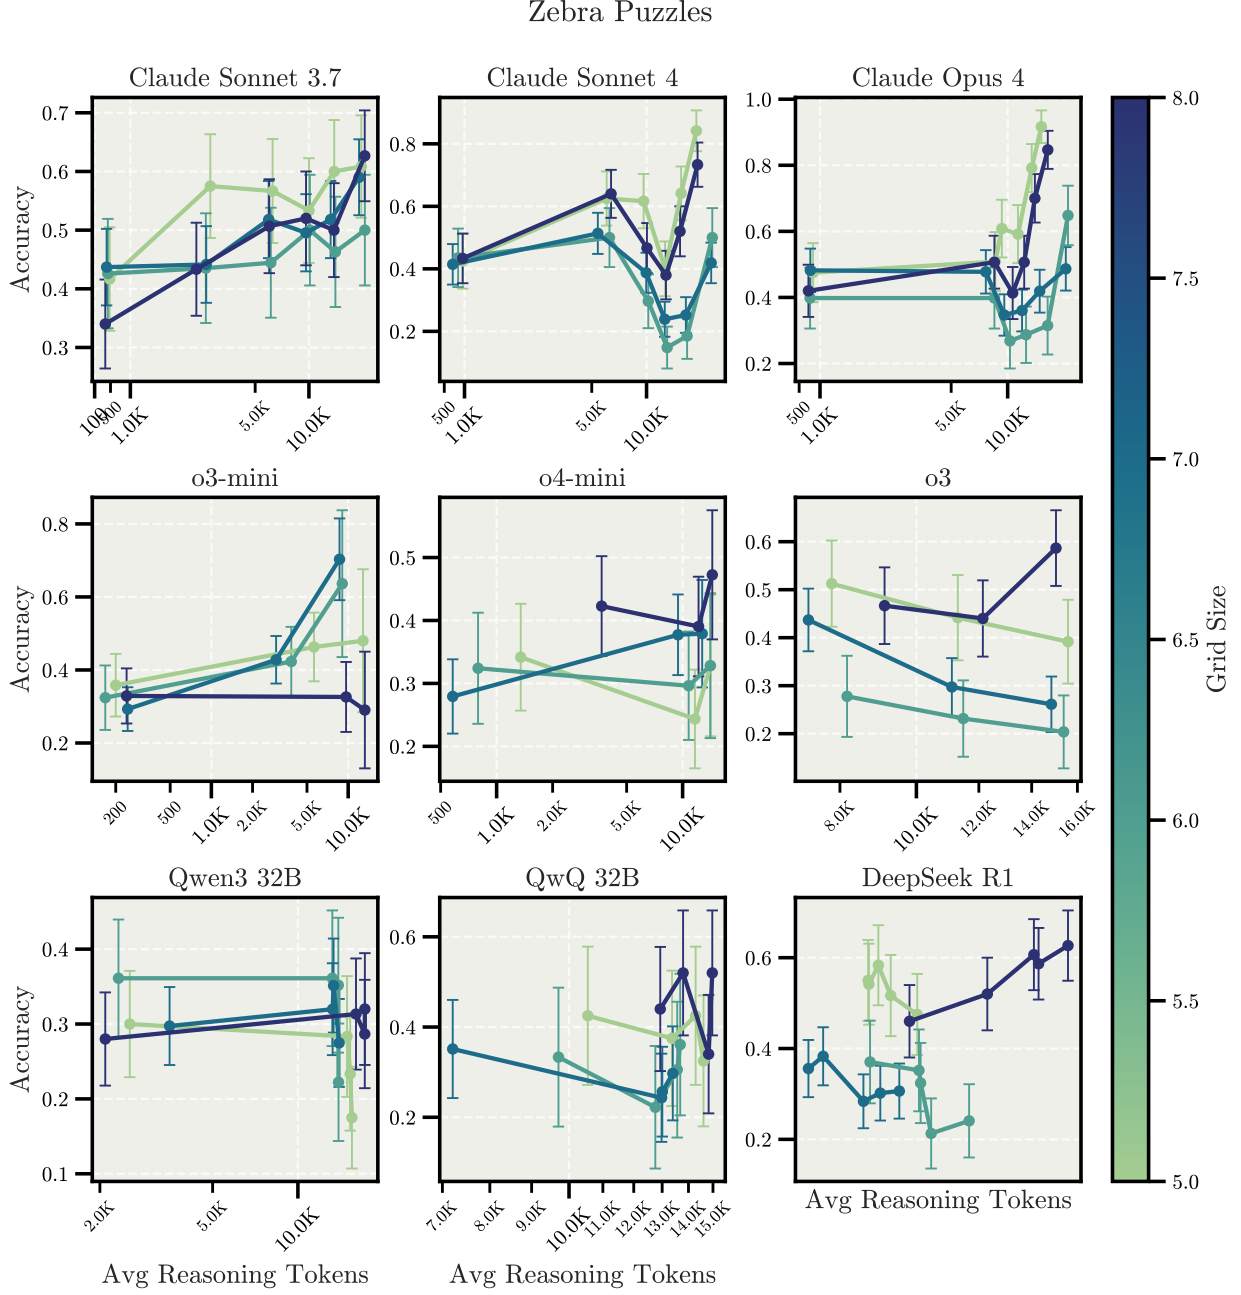 Zebra Puzzles
Claude Sonnet 3.7
Claude Sonnet 4
Claude Opus 4
Accuracy
0.7
0.6
0.5
0.4
0.3
0.8
0.6
0.4
0.2
1.0
0.8
0.6
0.4
0.2
100
500
1.0K
5.0K
10.0K
500
1.0K
5.0K
10.0K
500
1.0K
5.0K
10.0K
o3-mini
o4-mini
o3
Accuracy
0.8
0.6
0.4
0.2
0.5
0.4
0.3
0.2
0.6
0.5
0.4
0.3
0.2
200
500
1.0K
2.0K
5.0K
10.0K
500
1.0K
2.0K
5.0K
10.0K
8.0K
10.0K
12.0K
14.0K
16.0K
Qwen3 32B
QwQ 32B
DeepSeek R1
Accuracy
0.4
0.3
0.2
0.1
0.6
0.4
0.2
0.6
0.4
0.2
2.0K
5.0K
10.0K
7.0K
8.0K
9.0K
10.0K
11.0K
12.0K
13.0K
14.0K
15.0K
Avg Reasoning Tokens
Avg Reasoning Tokens
Avg Reasoning Tokens
8.0
7.5
7.0
6.5
6.0
5.5
5.0
Grid Size